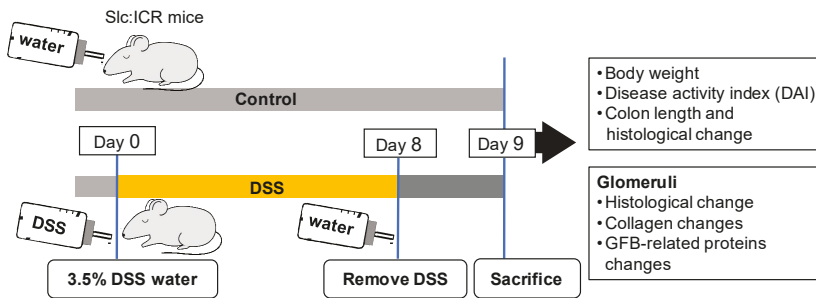 Slc:ICR mice
water
Control
Day 0
Day 8
Day 9
DSS
DSS
water
3.5% DSS water
Remove DSS
Sacrifice
•Body weight
•Disease activity index (DAI)
•Colon length and
histological change
Glomeruli
•Histological change
•Collagen changes
•GFB-related proteins
changes